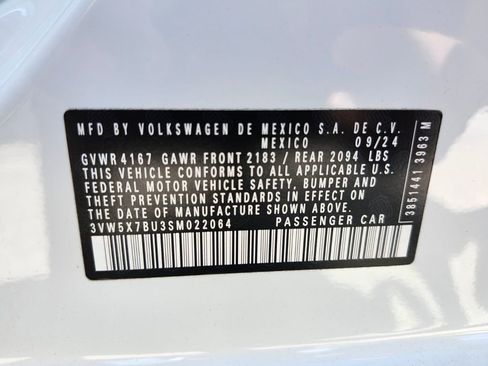 MFD BY VOLKSWAGEN DE MEXICO S.A. DE C.V.
MEXICO 09/24
GVWR 4167 GAWR FRONT 2183 / REAR 2094 LBS
THIS VEHICLE CONFORMS TO ALL APPLICABLE U.S.
FEDERAL MOTOR VEHICLE SAFETY, BUMPER AND
THEFT PREVENTION STANDARDS IN EFFECT ON
THE DATE OF MANUFACTURE SHOWN ABOVE.
3VW5X7BU3SM022064 PASSENGER CAR
3851441 3963 M